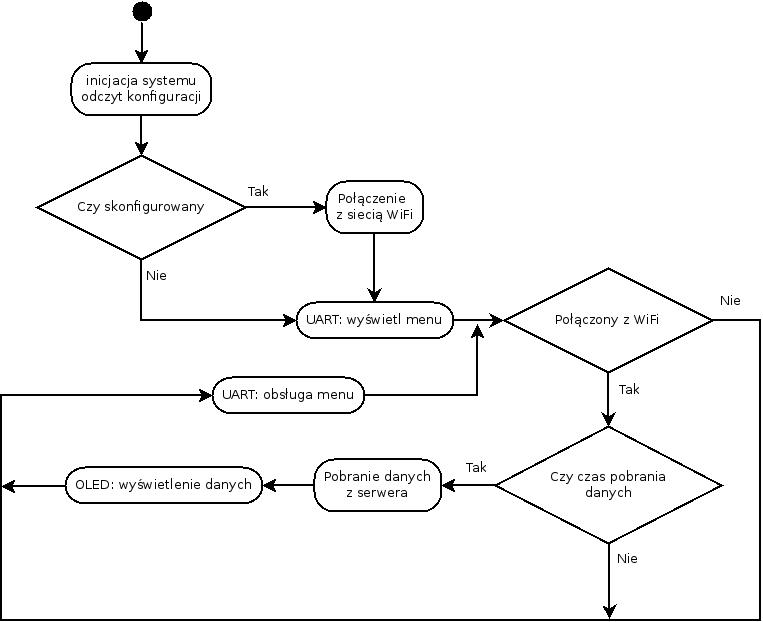 inicjacja systemu
odczyt konfiguracji
Czy skonfigurowany
Tak
Połączenie
z siecią WiFi
Nie
UART: wyświetl menu
Połączony z WiFi
Nie
Tak
UART: obsługa menu
Czy czas pobrania
danych
Tak
Pobranie danych
z serwera
OLED: wyświetlenie danych
Nie